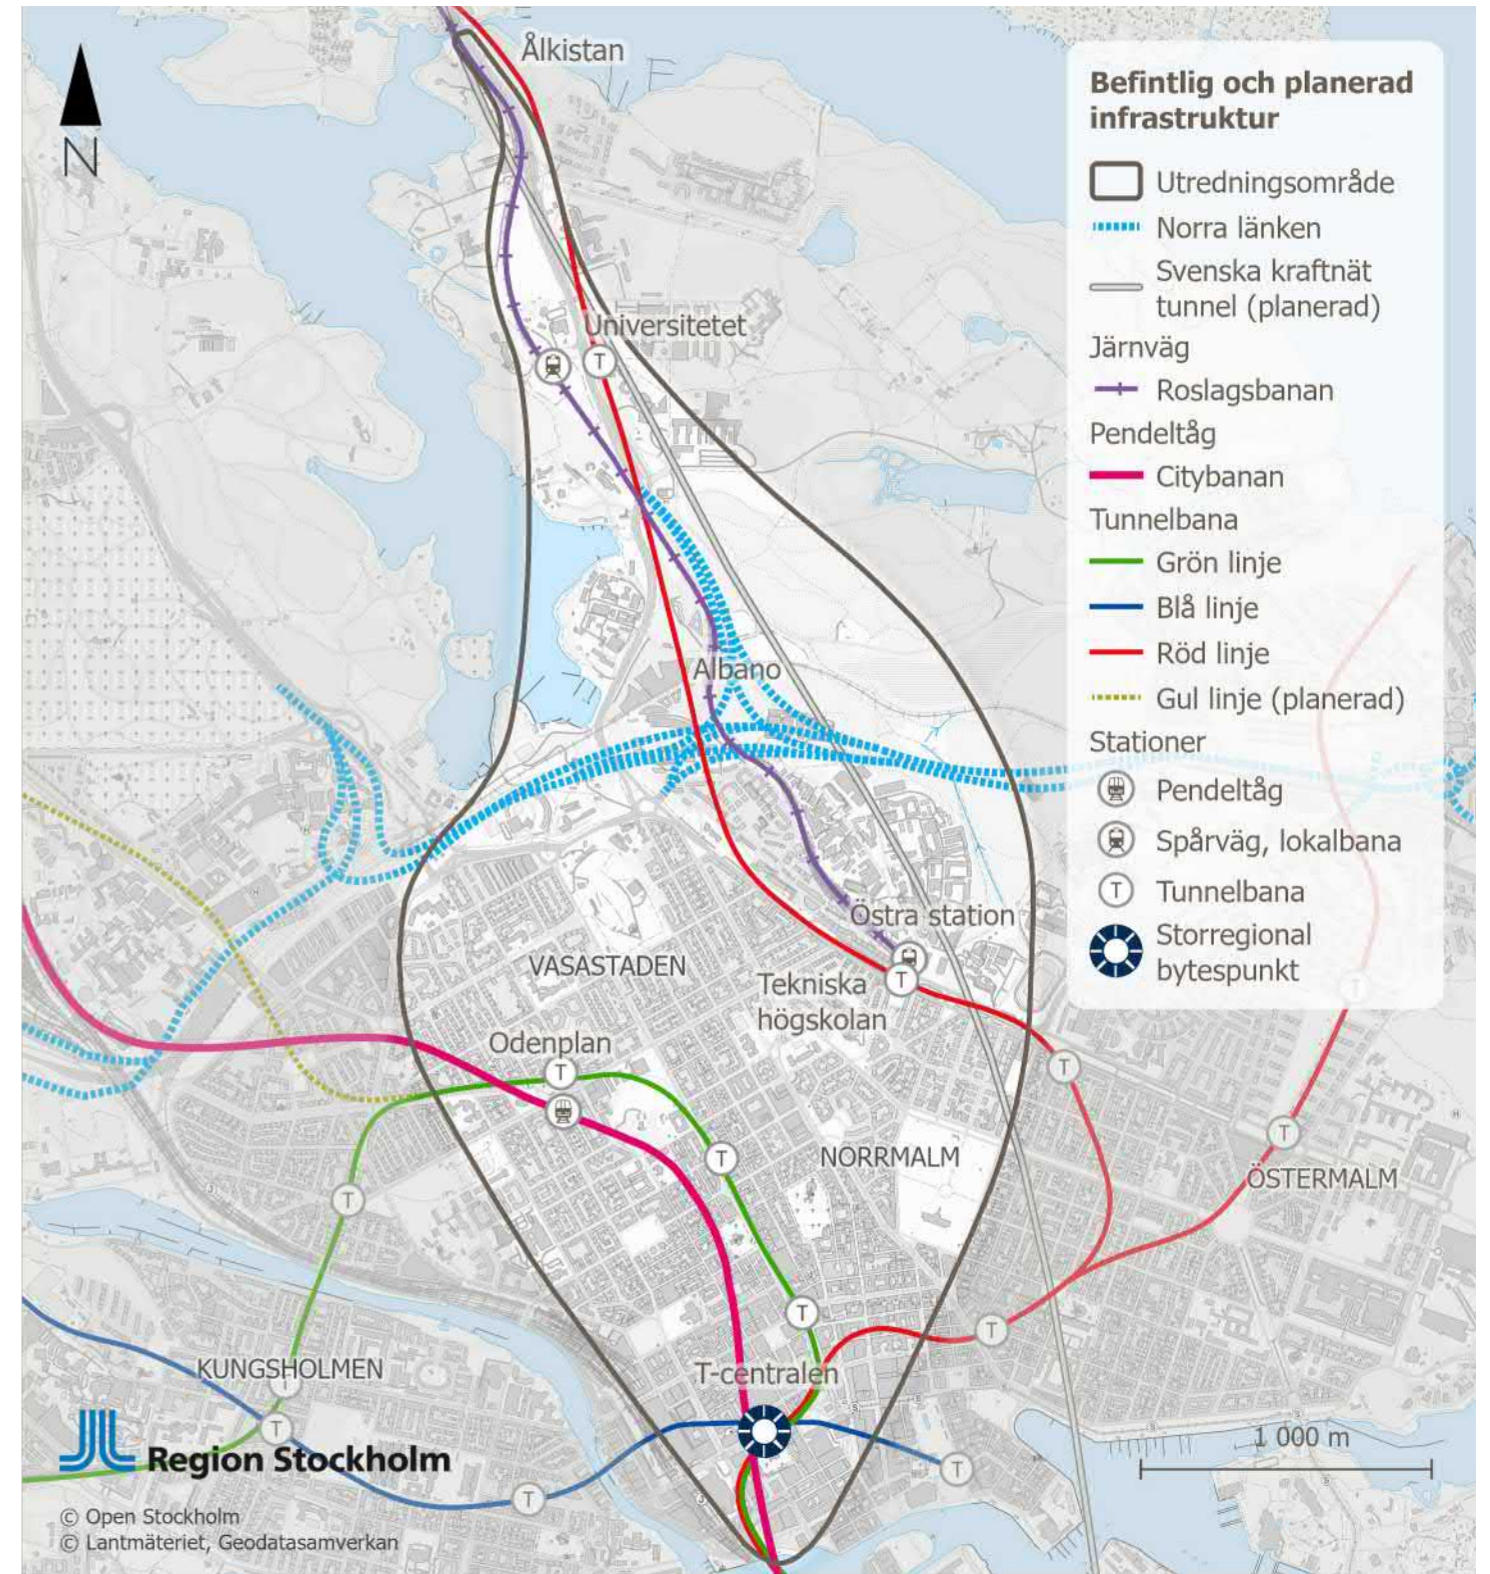 Ålkistan
N
Universitetet
T
Albano
Östra station
VASASTADEN
Tekniska
högskolan
T
Odenplan
T
T
T
NORRMALM
T
ÖSTERMALM
T
T
T
T
T-centralen
KUNGSHOLMEN
T
T
T
T
T
Region Stockholm
© Open Stockholm
© Lantmäteriet, Geodatasamverkan
1 000 m
Befintlig och planerad
infrastruktur
Utredningsområde
Norra länken
Svenska kraftnät
tunnel (planerad)
Järnväg
Roslagsbanan
Pendeltåg
Citybanan
Tunnelbana
Grön linje
Blå linje
Röd linje
Gul linje (planerad)
Stationer
Pendeltåg
Spårväg, lokalbana
T
Tunnelbana
Storregional
bytespunkt